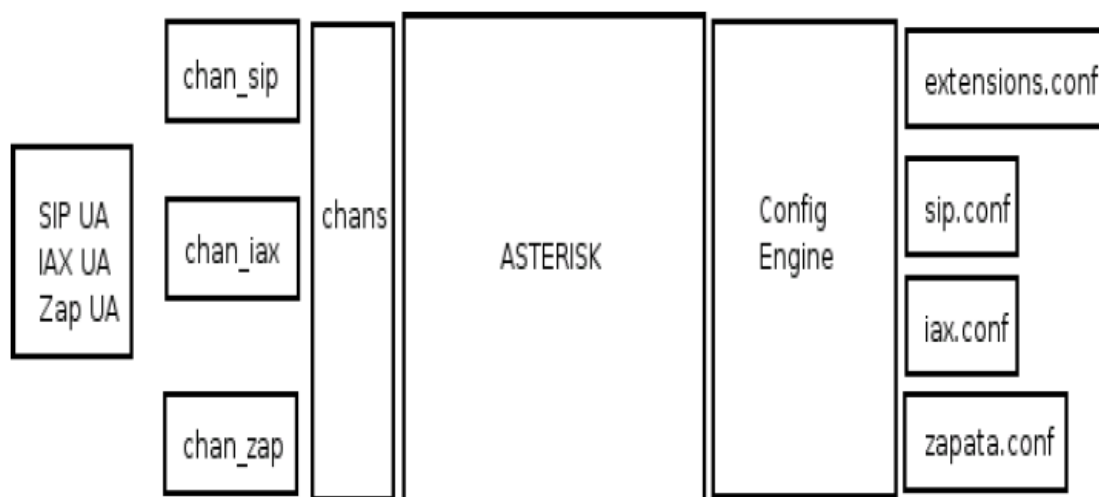 SIP UA
IAX UA
Zap UA
chan_sip
chan_iax
chan_zap
chans
ASTERISK
Config
Engine
extensions.conf
sip.conf
iax.conf
zapata.conf